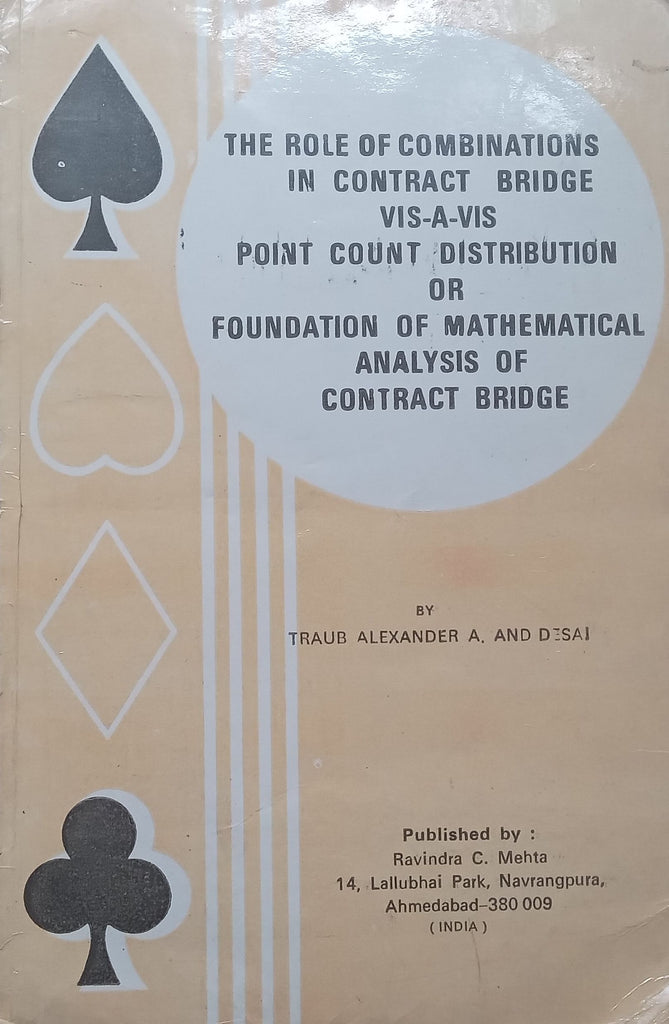 THE ROLE OF COMBINATIONS
IN CONTRACT BRIDGE
VIS-A-VIS
POINT COUNT DISTRIBUTION
OR
FOUNDATION OF MATHEMATICAL
ANALYSIS OF
CONTRACT BRIDGE
BY
TRAUB ALEXANDER A. AND DESAI
Published by :
Ravindra C. Mehta
14, Lallubhai Park, Navrangpura,
Ahmedabad–380 009
( INDIA )